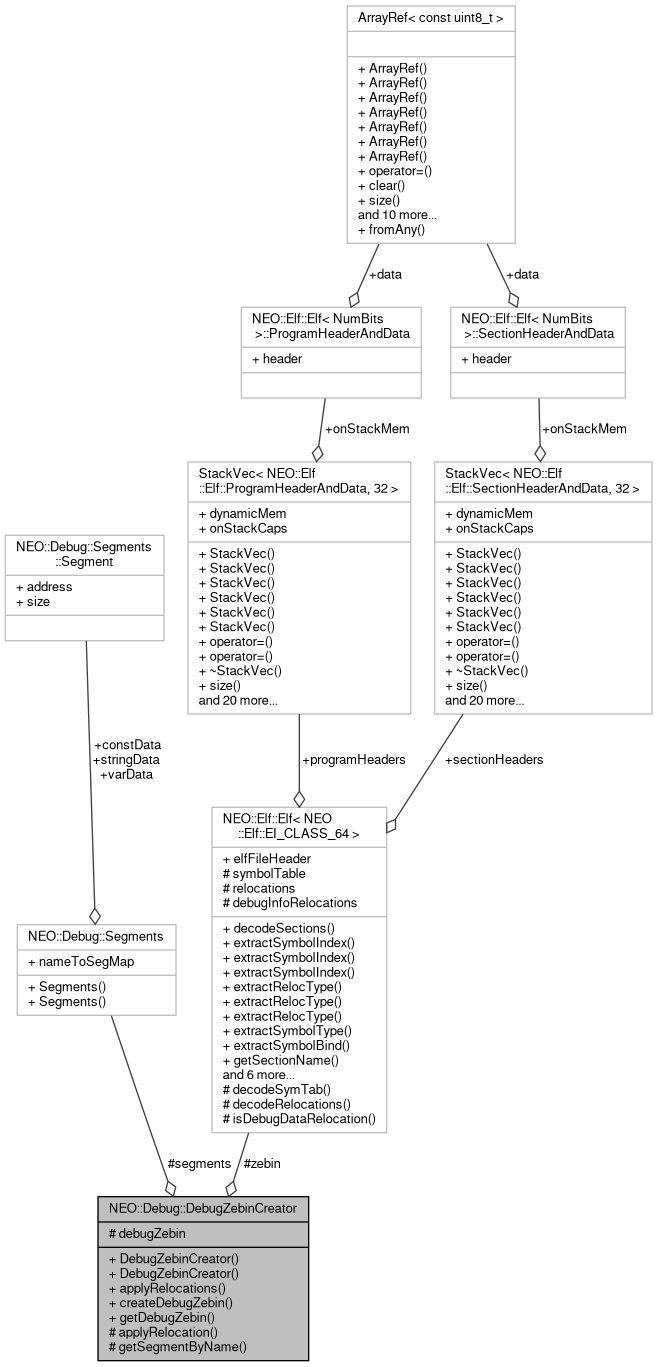 ArrayRef< const uint8_t >
+ ArrayRef()
+ ArrayRef()
+ ArrayRef()
+ ArrayRef()
+ ArrayRef()
+ ArrayRef()
+ ArrayRef()
+ operator=()
+ clear()
+ size()
and 10 more...
+ fromAny()
+data
+data
NEO::Elf::Elf< NumBits
>::ProgramHeaderAndData
+ header
NEO::Elf::Elf< NumBits
>::SectionHeaderAndData
+ header
+onStackMem
+onStackMem
StackVec< NEO::Elf
::Elf::ProgramHeaderAndData, 32 >
+ dynamicMem
+ onStackCaps
+ StackVec()
+ StackVec()
+ StackVec()
+ StackVec()
+ StackVec()
+ StackVec()
+ operator=()
+ operator=()
+ ~StackVec()
+ size()
and 20 more...
StackVec< NEO::Elf
::Elf::SectionHeaderAndData, 32 >
+ dynamicMem
+ onStackCaps
+ StackVec()
+ StackVec()
+ StackVec()
+ StackVec()
+ StackVec()
+ StackVec()
+ operator=()
+ operator=()
+ ~StackVec()
+ size()
and 20 more...
NEO::Debug::Segments
::Segment
+ address
+ size
+constData
+stringData
+varData
+programHeaders
+sectionHeaders
NEO::Elf::Elf< NEO
::Elf::EI_CLASS_64 >
+ elfFileHeader
# symbolTable
# relocations
# debugInfoRelocations
+ decodeSections()
+ extractSymbolIndex()
+ extractSymbolIndex()
+ extractSymbolIndex()
+ extractRelocType()
+ extractRelocType()
+ extractRelocType()
+ extractSymbolType()
+ extractSymbolBind()
+ getSectionName()
and 6 more...
# decodeSymTab()
# decodeRelocations()
# isDebugDataRelocation()
NEO::Debug::Segments
+ nameToSegMap
+ Segments()
+ Segments()
#segments
#zebin
NEO::Debug::DebugZebinCreator
# debugZebin
+ DebugZebinCreator()
+ DebugZebinCreator()
+ applyRelocations()
+ createDebugZebin()
+ getDebugZebin()
# applyRelocation()
# getSegmentByName()